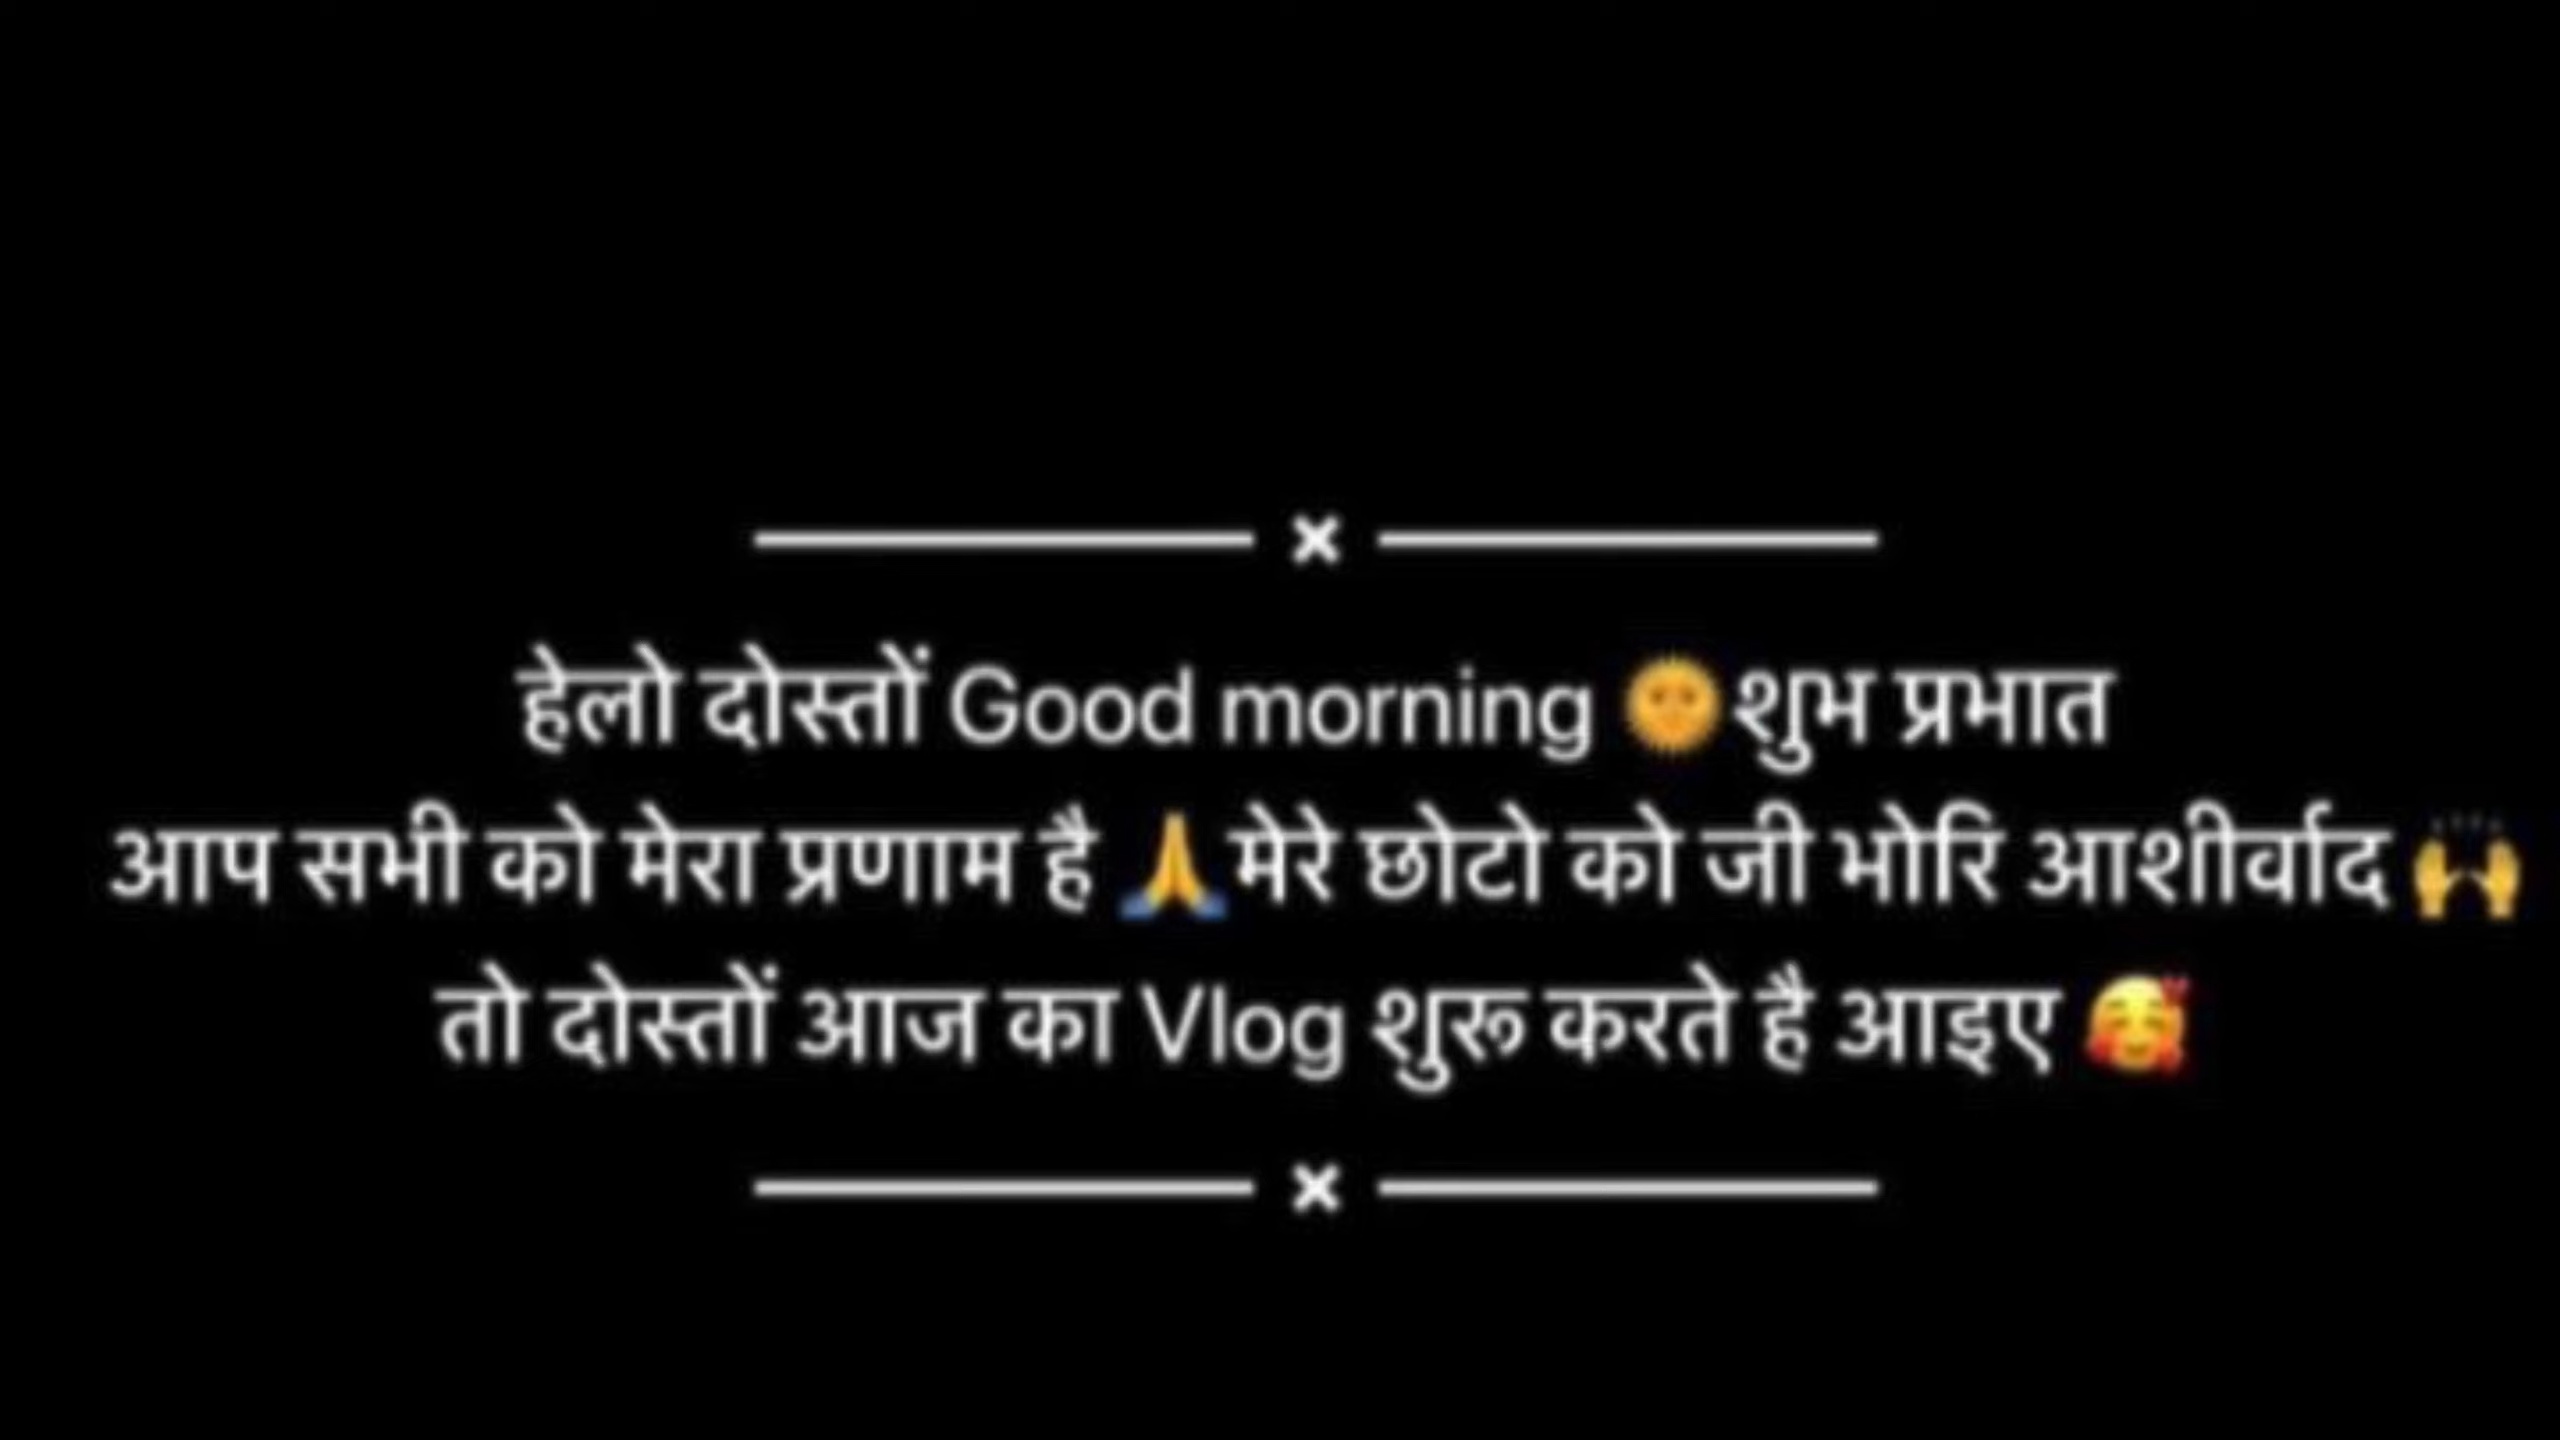 हेलो दोस्तों Good morning 🌞शुभ प्रभात
आप सभी को मेरा प्रणाम है 🙏मेरे छोटो को जी भोरि आशीर्वाद 🙌
तो दोस्तों आज का Vlog शुरू करते है आइए 🥰